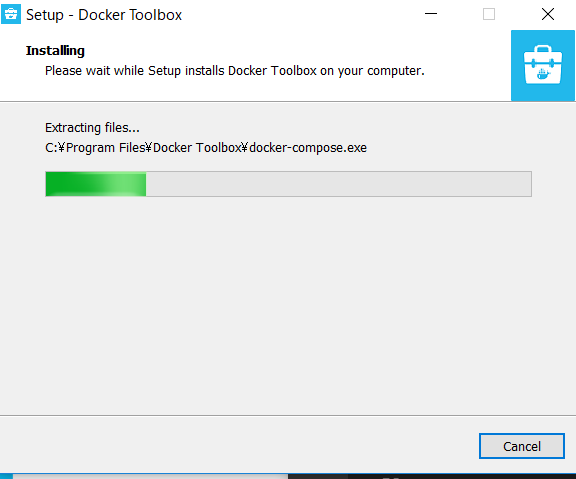 Setup - Docker Toolbox
Installing
Please wait while Setup installs Docker Toolbox on your computer.
Extracting files...
C:¥Program Files¥Docker Toolbox¥docker-compose.exe
Cancel